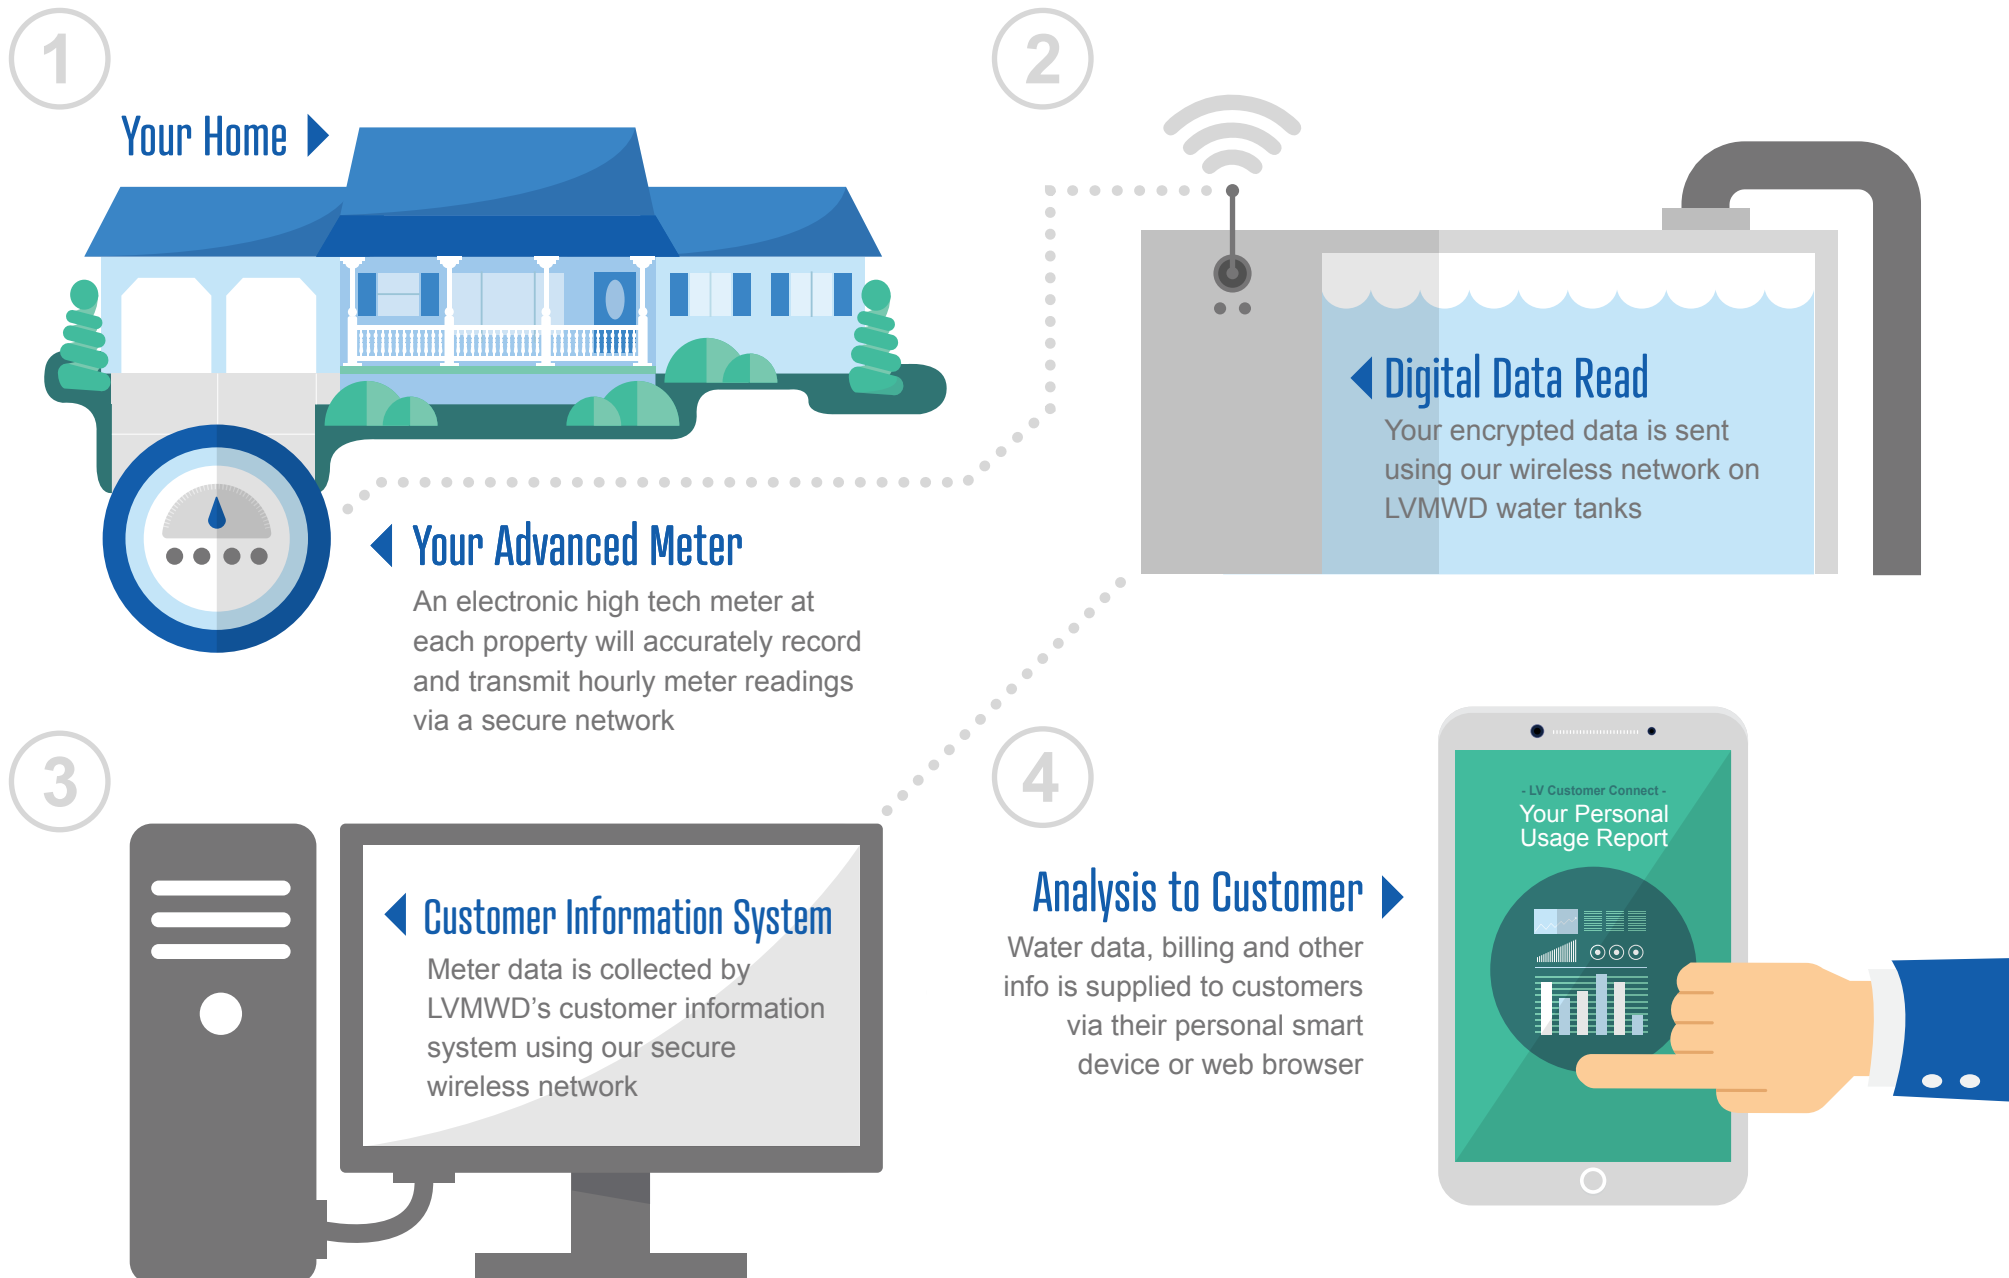 1
Your Home
Your Advanced Meter
An electronic high tech meter at
each property will accurately record
and transmit hourly meter readings
via a secure network
2
Digital Data Read
Your encrypted data is sent
using our wireless network on
LVMWD water tanks
3
Customer Information System
Meter data is collected by
LVMWD's customer information
system using our secure
wireless network
4
Analysis to Customer
Water data, billing and other
info is supplied to customers
via their personal smart
device or web browser
- LV Customer Connect -
Your Personal
Usage Report